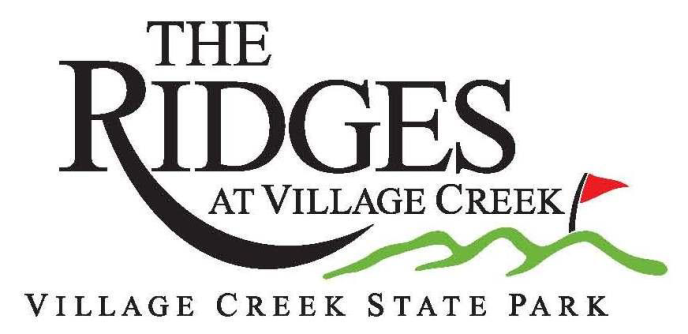 THE
RIDGES
AT VILLAGE CREEK
VILLAGE CREEK STATE PARK